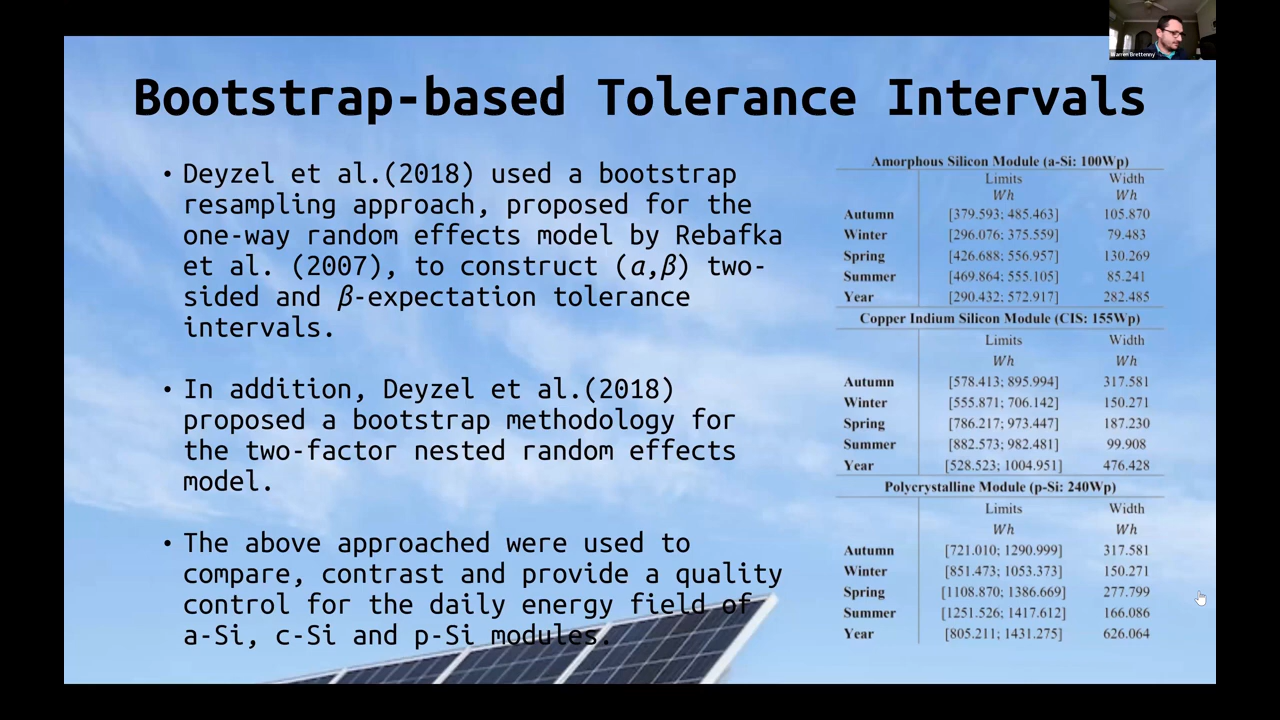 Warren Brettenny
Bootstrap-based Tolerance Intervals
• Deyzel et al.(2018) used a bootstrap
resampling approach, proposed for the
one-way random effects model by Rebafka
et al. (2007), to construct (α,β) two-
sided and β-expectation tolerance
intervals.
• In addition, Deyzel et al.(2018)
proposed a bootstrap methodology for
the two-factor nested random effects
model.
• The above approached were used to
compare, contrast and provide a quality
control for the daily energy field of
a-Si, c-Si and p-Si modules.
Amorphous Silicon Module (a-Si: 100Wp)
Limits Width
Wh Wh
Autumn [379.593; 485.463] 105.870
Winter [296.076; 375.559] 79.483
Spring [426.688; 556.957] 130.269
Summer [469.864; 555.105] 85.241
Year [290.432; 572.917] 282.485
Copper Indium Silicon Module (CIS: 155Wp)
Limits Width
Wh Wh
Autumn [578.413; 895.994] 317.581
Winter [555.871; 706.142] 150.271
Spring [786.217; 973.447] 187.230
Summer [882.573; 982.481] 99.908
Year [528.523; 1004.951] 476.428
Polycrystalline Module (p-Si: 240Wp)
Limits Width
Wh Wh
Autumn [721.010; 1290.999] 317.581
Winter [851.473; 1053.373] 150.271
Spring [1108.870; 1386.669] 277.799
Summer [1251.526; 1417.612] 166.086
Year [805.211; 1431.275] 626.064